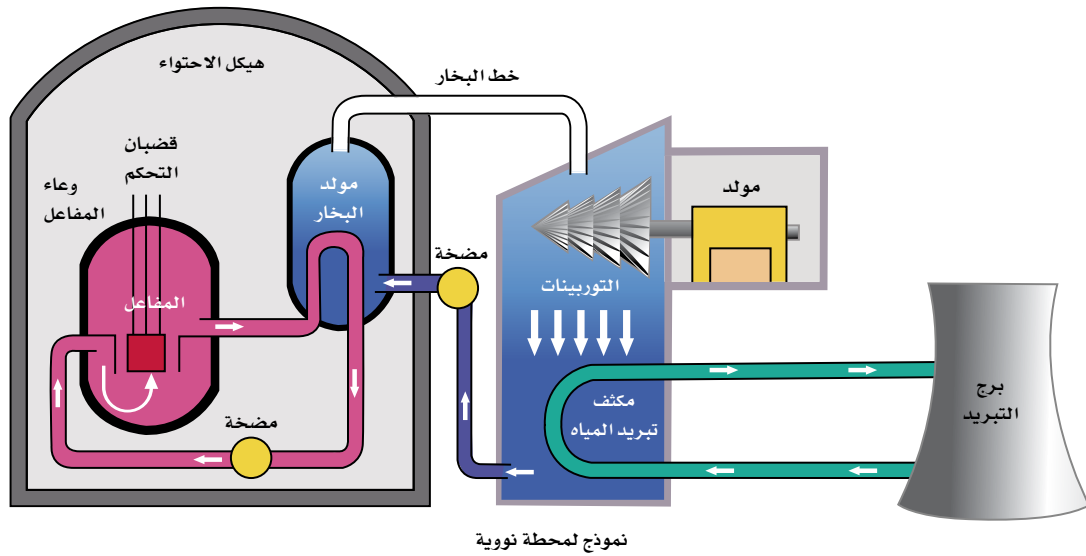 هيكل الاحتواء
خط البخار
قضبان
التحكم
وعاء
المفاعل
مولد
البخار
مولد
مضخة
المفاعل
التوربينات
برج
التبريد
مكثف
تبريد المياه
مضخة
نموذج لمحطة نووية